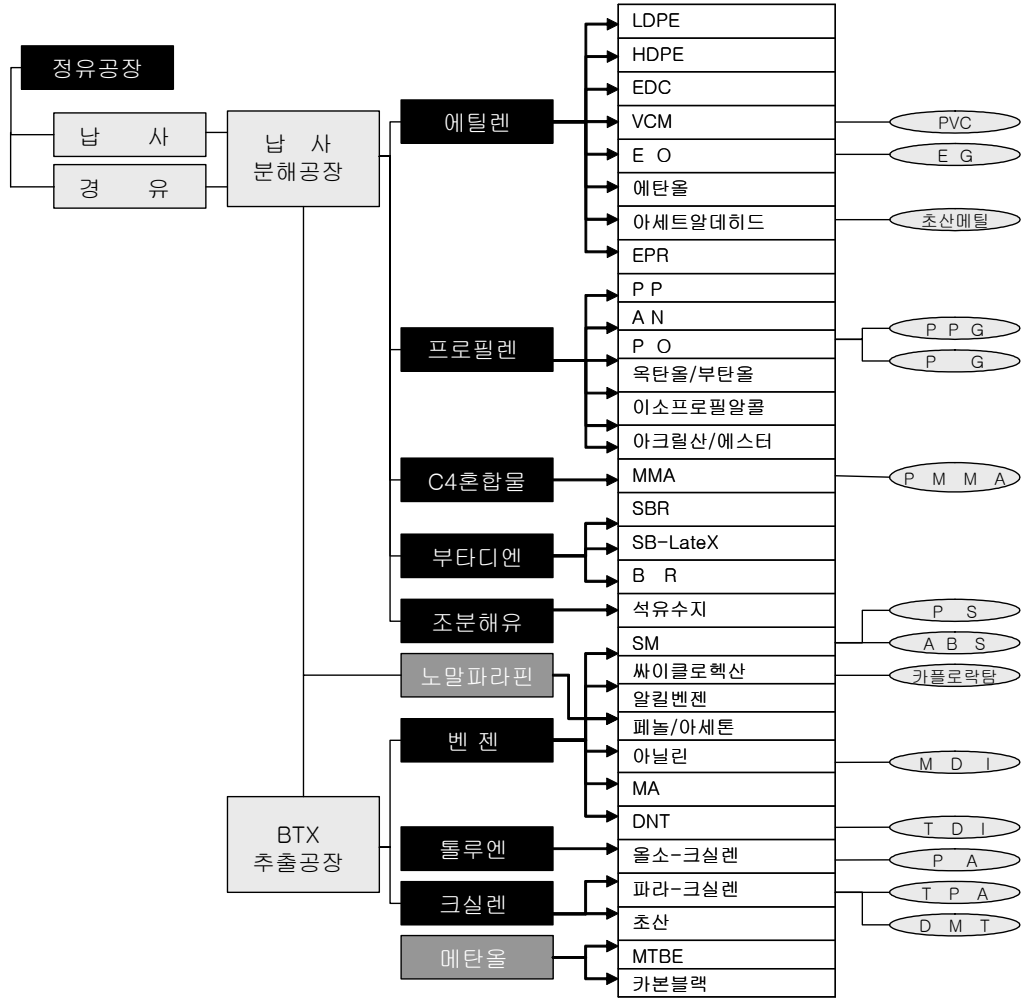 정유공장
납 사
경 유
납 사
분해공장
에틸렌
프로필렌
C4혼합물
부타디엔
조분해유
노말파라핀
벤 젠
BTX
추출공장
톨루엔
크실렌
메탄올
LDPE
HDPE
EDC
VCM
E O
에탄올
아세트알데히드
EPR
P P
A N
P O
옥탄올/부탄올
이소프로필알콜
아크릴산/에스터
MMA
SBR
SB-LateX
B R
석유수지
SM
싸이클로헥산
알킬벤젠
페놀/아세톤
아닐린
MA
DNT
올소-크실렌
파라-크실렌
초산
MTBE
카본블랙
PVC
E G
초산메틸
P P G
P G
P M M A
P S
A B S
카플로락탐
M D I
T D I
P A
T P A
D M T